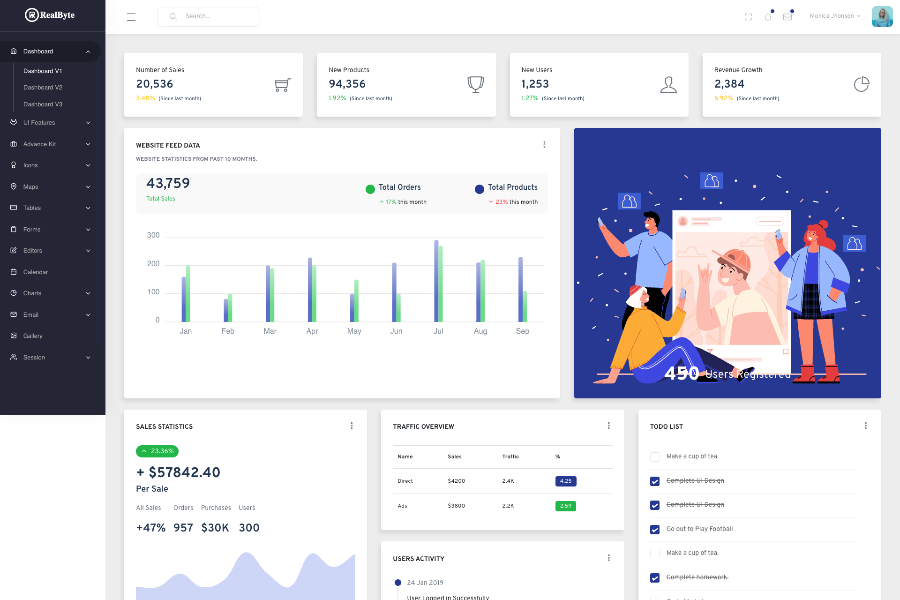 RealByte
Search...
Monica Jhonson
Dashboard
Dashboard V1
Dashboard V2
Dashboard V3
UI Features
Advance Kit
Icons
Maps
Tables
Forms
Editors
Calendar
Charts
Email
Gallery
Session
Number of Sales
20,536
3.48% (Since last month)
New Products
94,356
1.92% (Since last month)
New Users
1,253
1.27% (Since last month)
Revenue Growth
2,384
5.92% (Since last month)
WEBSITE FEED DATA
WEBSITE STATISTICS FROM PAST 10 MONTHS.
43,759
Total Sales
Total Orders
17% this month
Total Products
23% this month
300
200
100
0
Jan Feb Mar Apr May Jun Jul Aug Sep
450 Users Registered
SALES STATISTICS
23.36%
+ $57842.40
Per Sale
All Sales Orders Purchases Users
+47% 957 $30K 300
TRAFFIC OVERVIEW
Name Sales Traffic %
Direct $4200 2.4K 4.28
Ads $3800 2.2K 2.59
USERS ACTIVITY
24 Jan 2019
User Logged in Successfully
TODO LIST
Make a cup of tea.
Complete UI Design
Complete UI Design
Go out to Play Football
Make a cup of tea.
Complete homework.